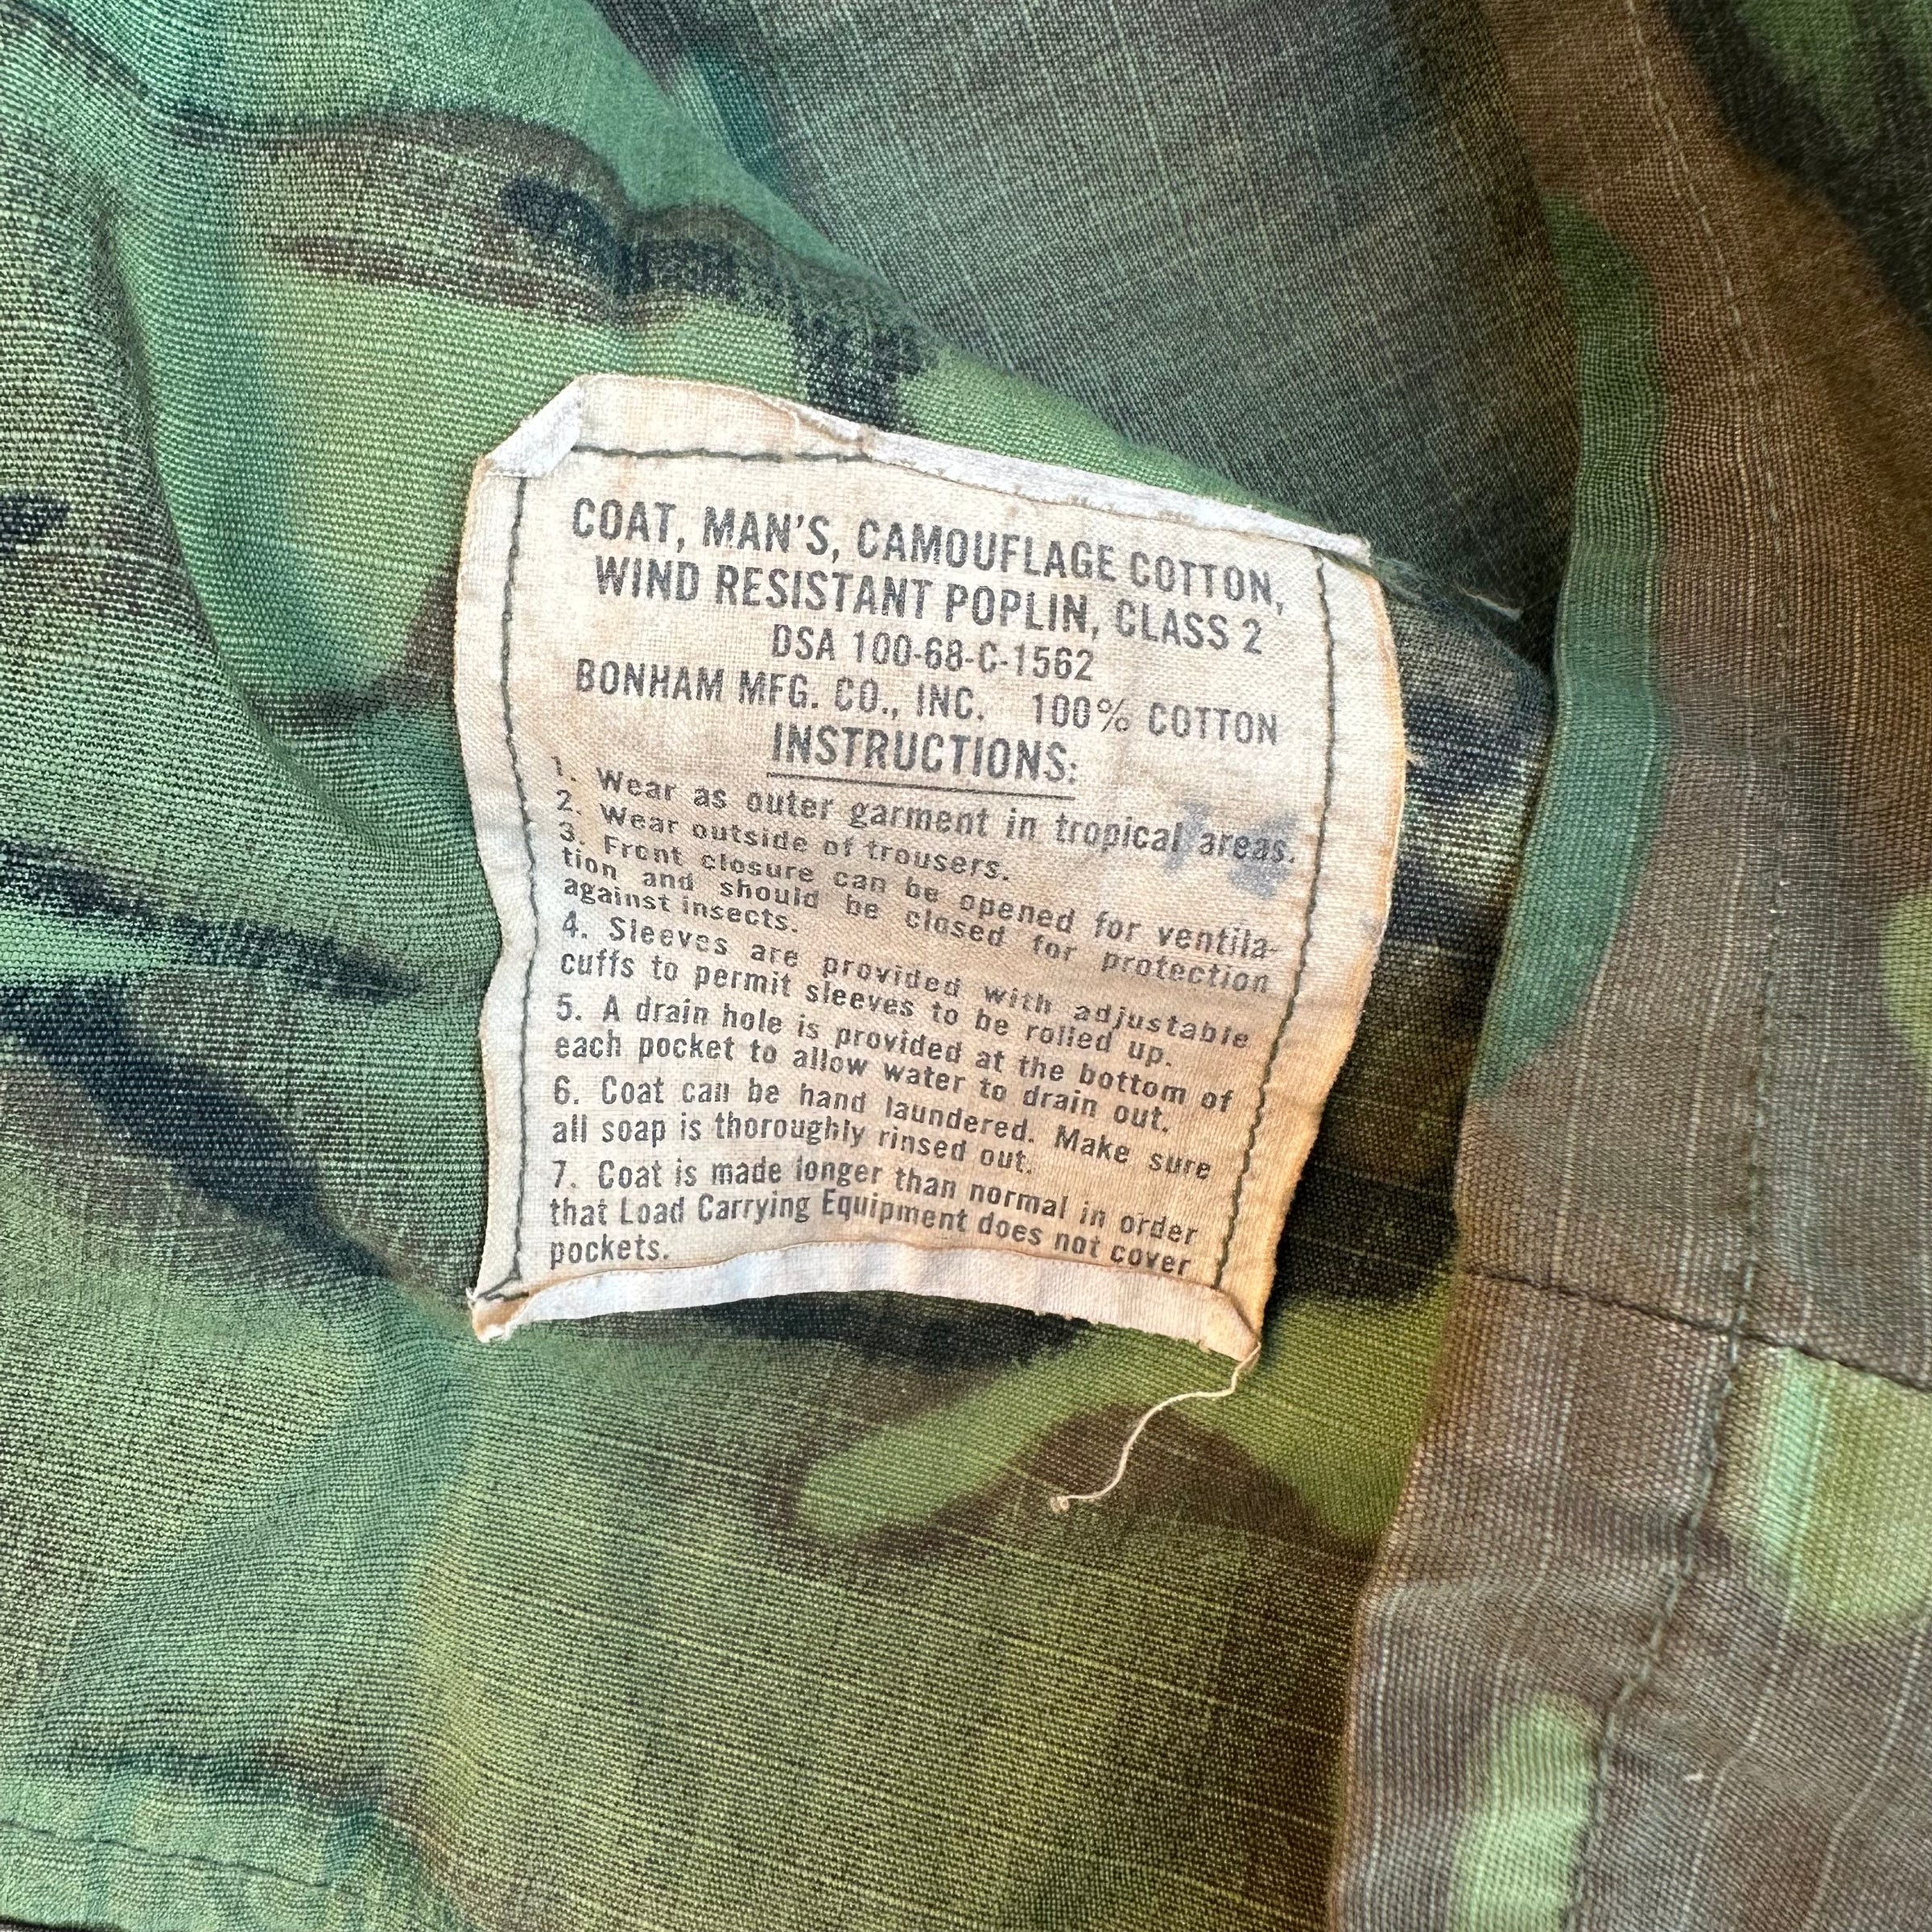 COAT, MAN'S, CAMOUFLAGE COTTON,
WIND RESISTANT POPLIN, CLASS 2
DSA 100-68-C-1562
BONHAM MFG. CO., INC. 100% COTTON
INSTRUCTIONS:
1. Wear as outer garment in tropical areas.
2. Wear outside of trousers.
3. Front closure can be opened for ventila-
tion and should be closed for protection
against insects.
4. Sleeves are provided with adjustable
cuffs to permit sleeves to be rolled up.
5. A drain hole is provided at the bottom of
each pocket to allow water to drain out.
6. Coat can be hand laundered. Make sure
all soap is thoroughly rinsed out.
7. Coat is made longer than normal in order
that Load Carrying Equipment does not cover
pockets.